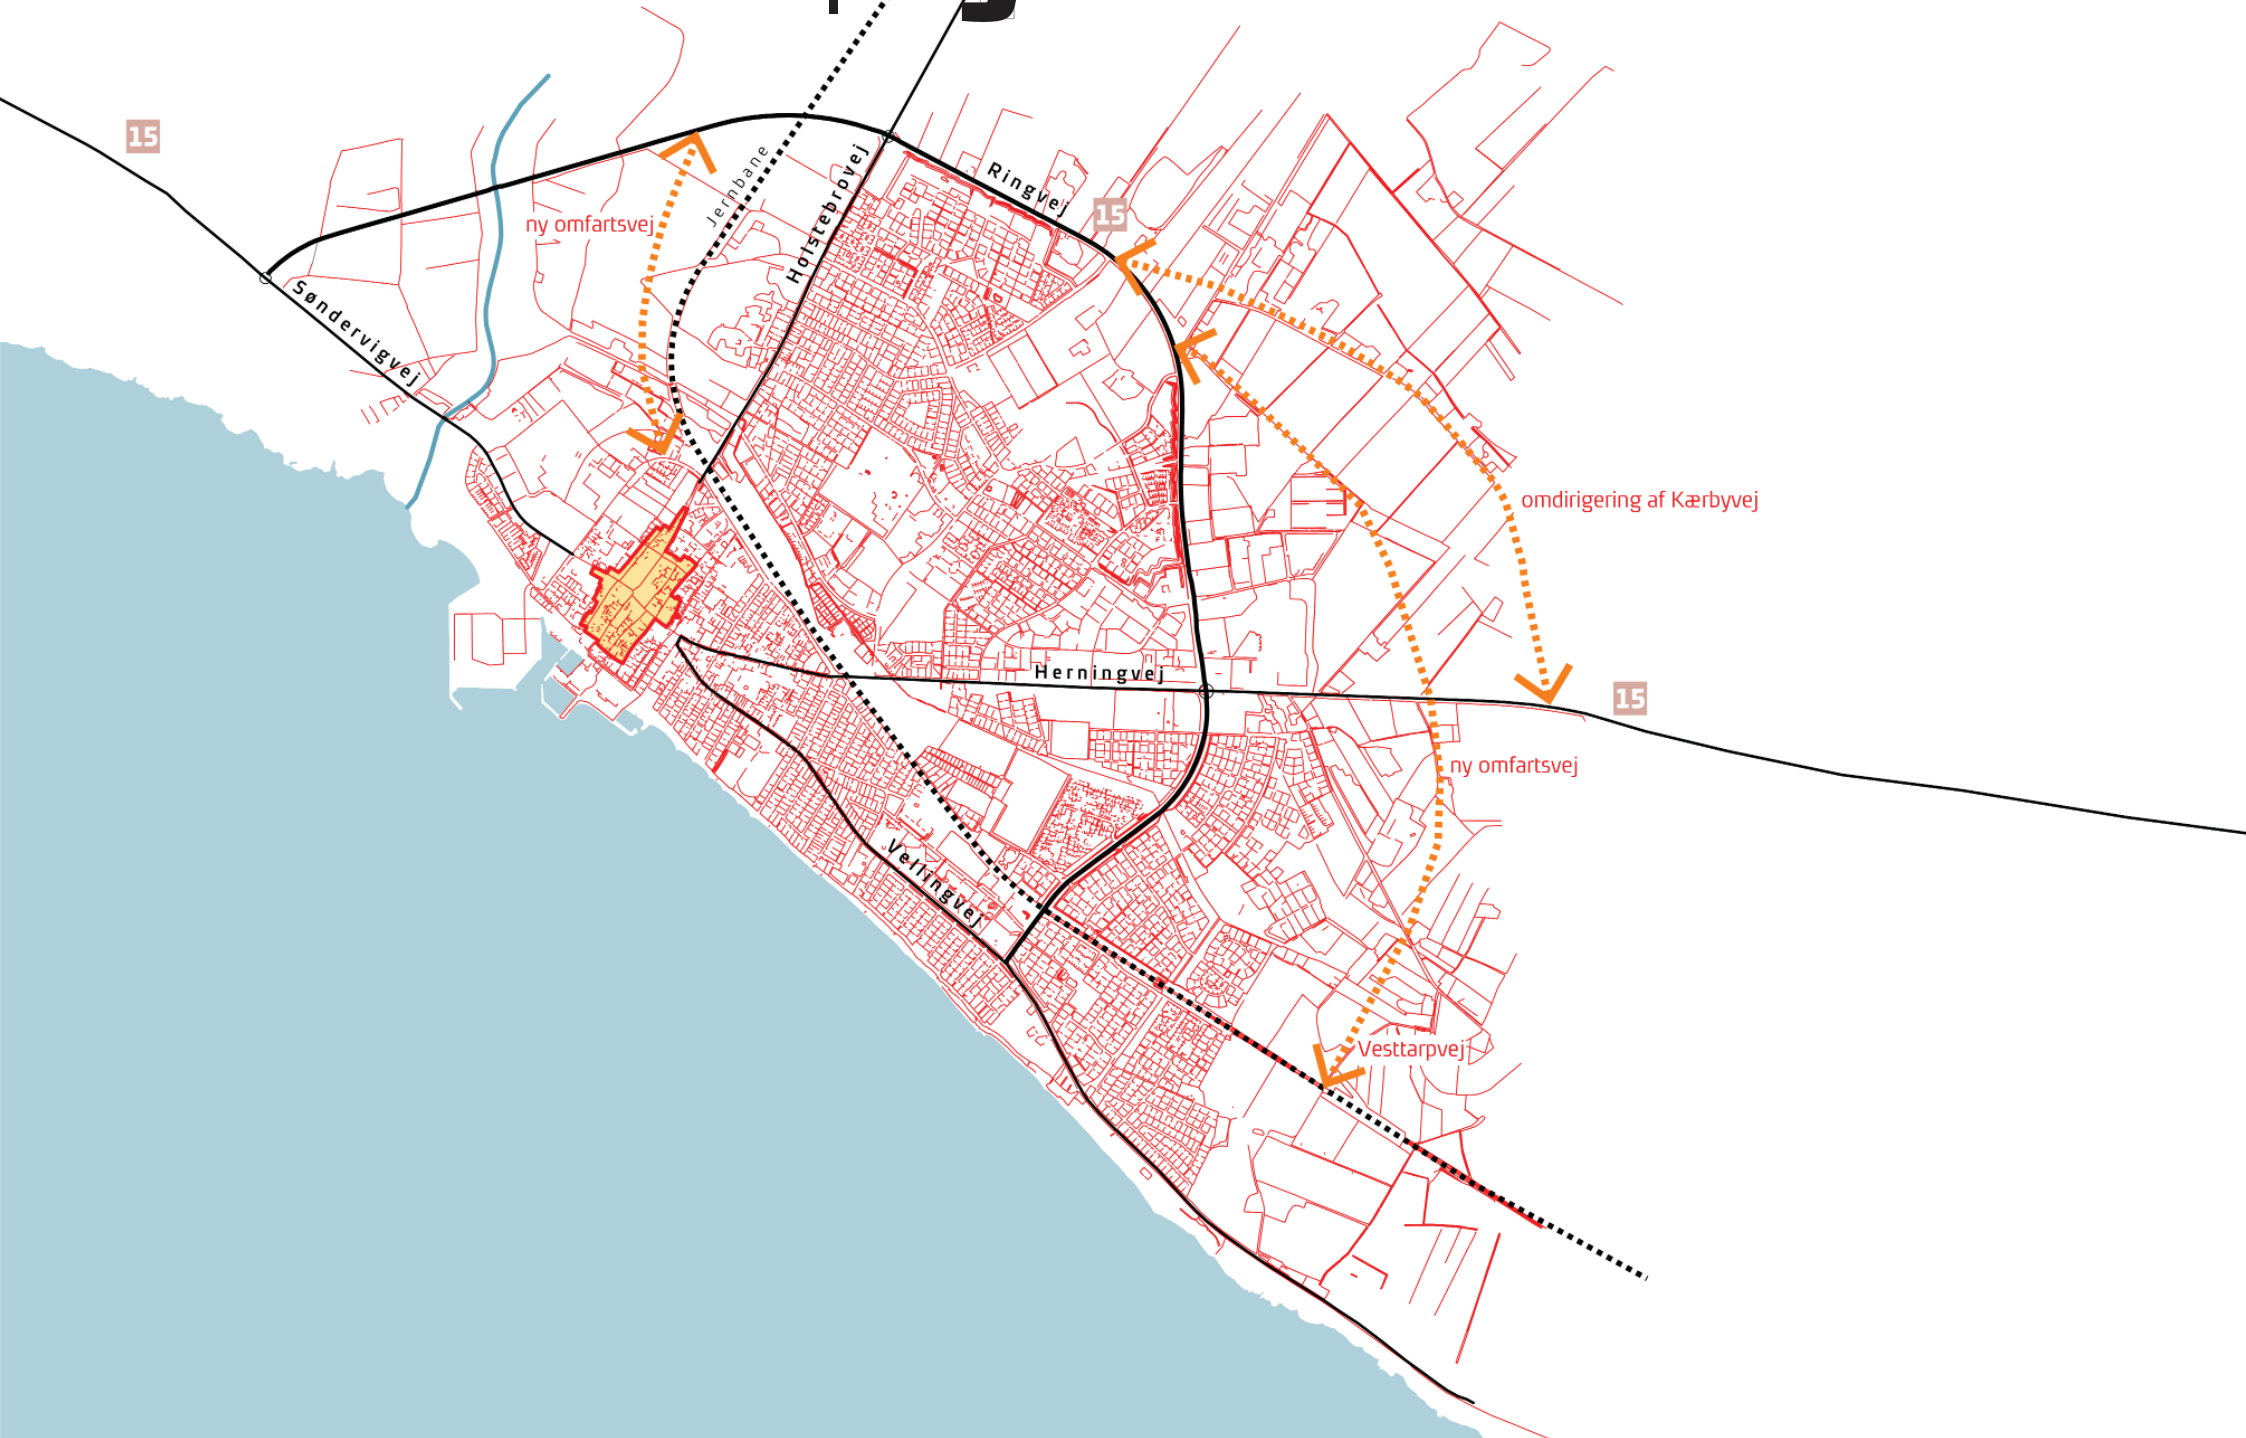 15
Jernbane
Holstebrovej
Ringvej
15
ny omfartsvej
Søndervigvej
omdirigering af Kærbyvej
Herningvej
15
ny omfartsvej
Vellingvej
Vesttarpvej